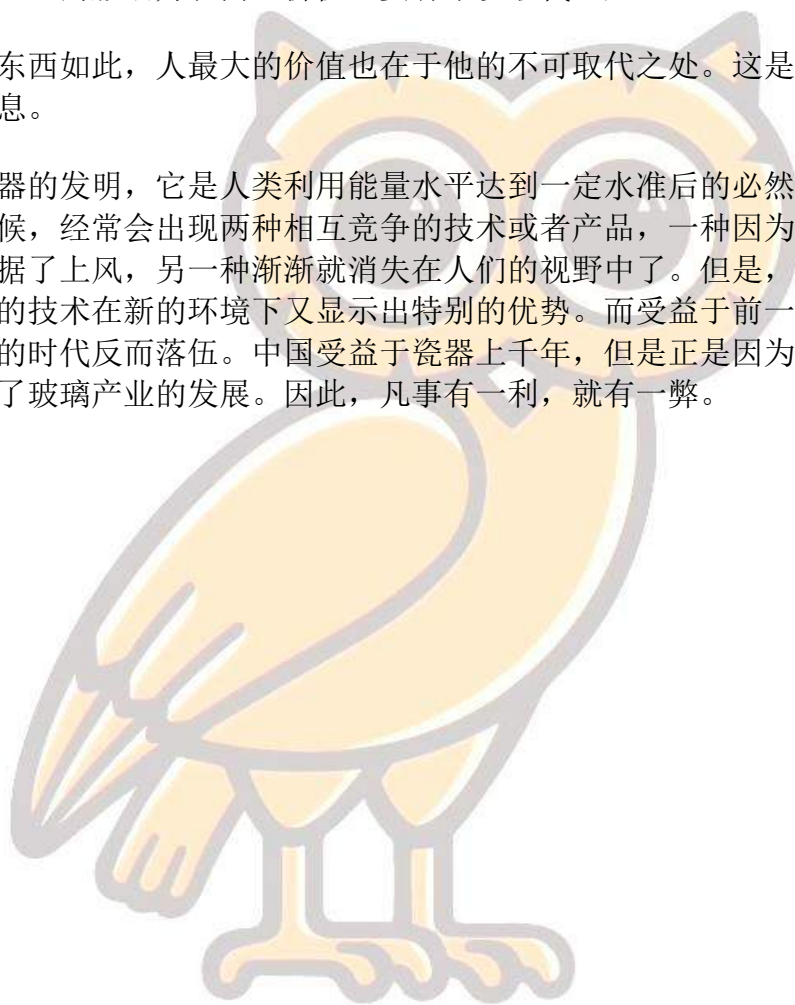 东西如此，人最大的价值也在于他的不可取代之处。这是
息。
器的发明，它是人类利用能量水平达到一定水准后的必然
候，经常会出现两种相互竞争的技术或者产品，一种因为
据了上风，另一种渐渐就消失在人们的视野中了。但是，
的技术在新的环境下又显示出特别的优势。而受益于前一
的时代反而落伍。中国受益于瓷器上千年，但是正是因为
了玻璃产业的发展。因此，凡事有一利，就有一弊。